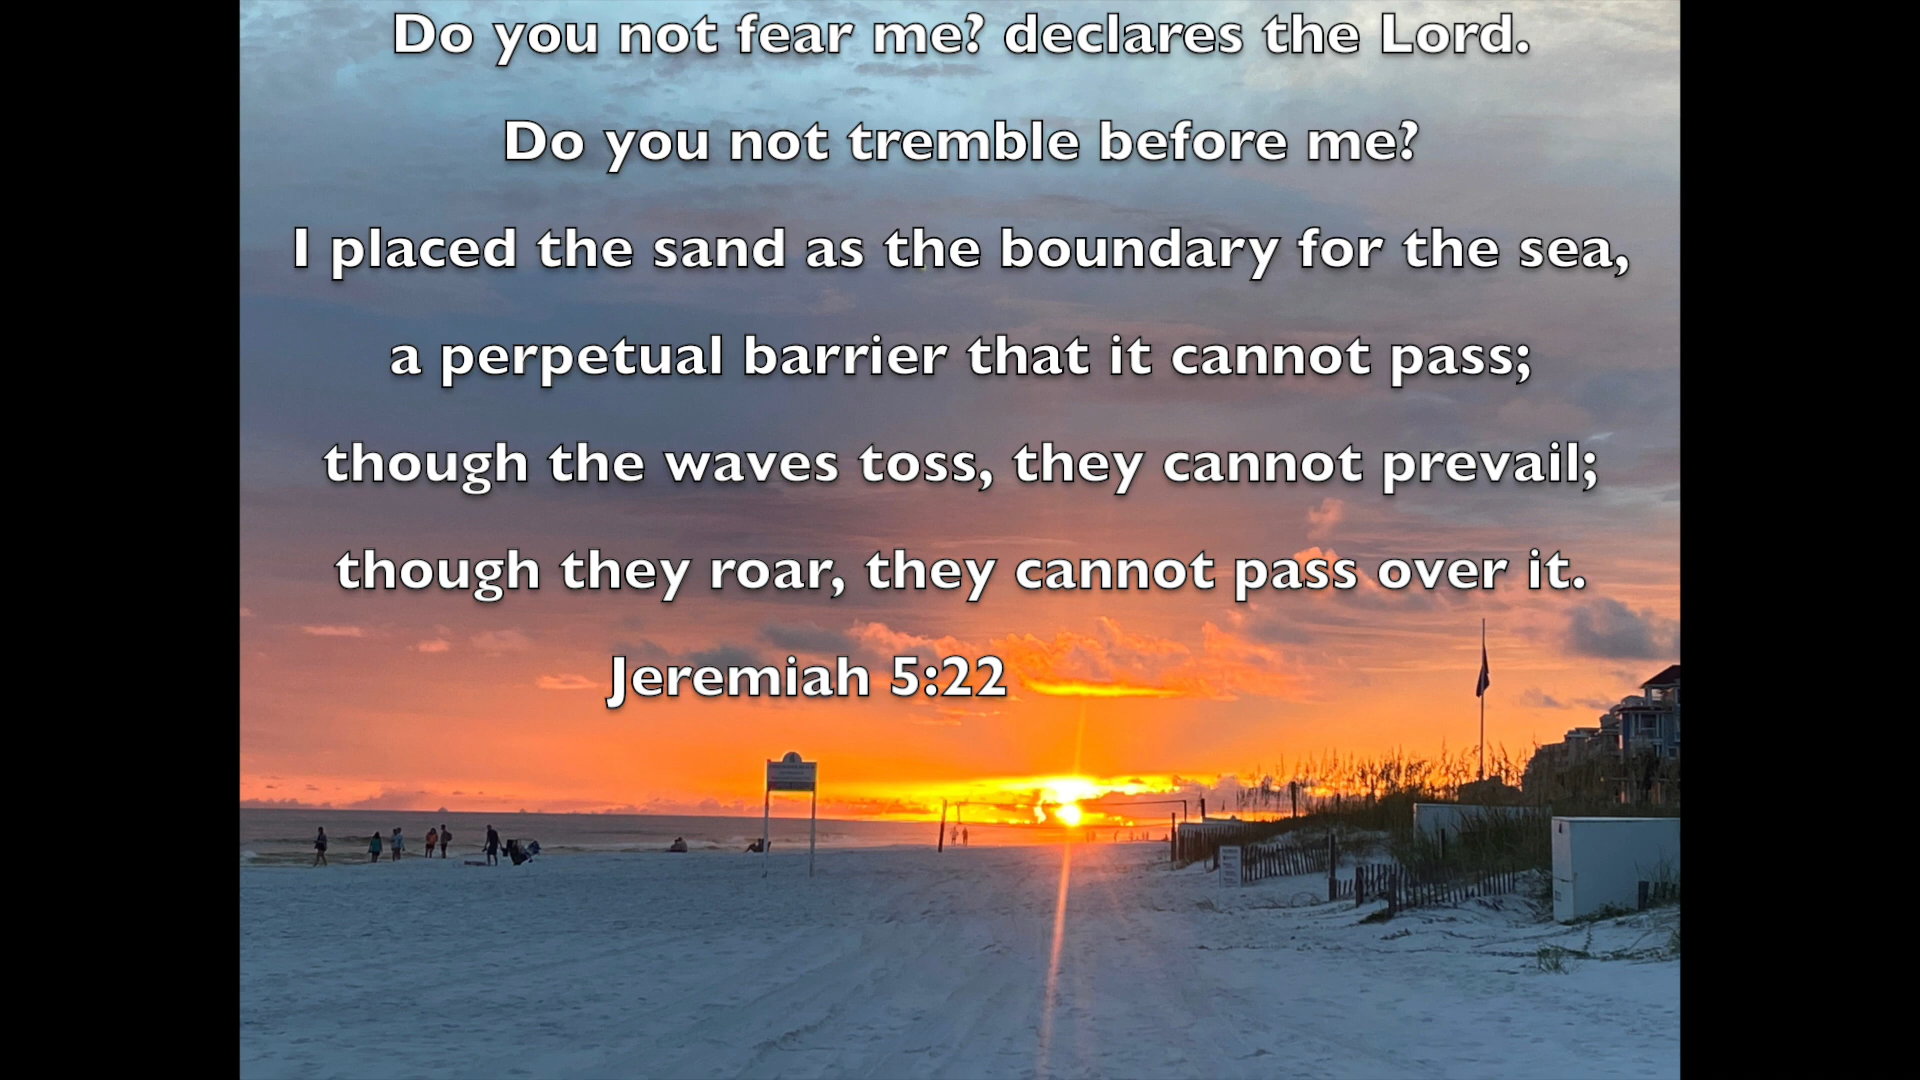 Do you not fear me? declares the Lord.
Do you not tremble before me?
I placed the sand as the boundary for the sea,
a perpetual barrier that it cannot pass;
though the waves toss, they cannot prevail;
though they roar, they cannot pass over it.
Jeremiah 5:22